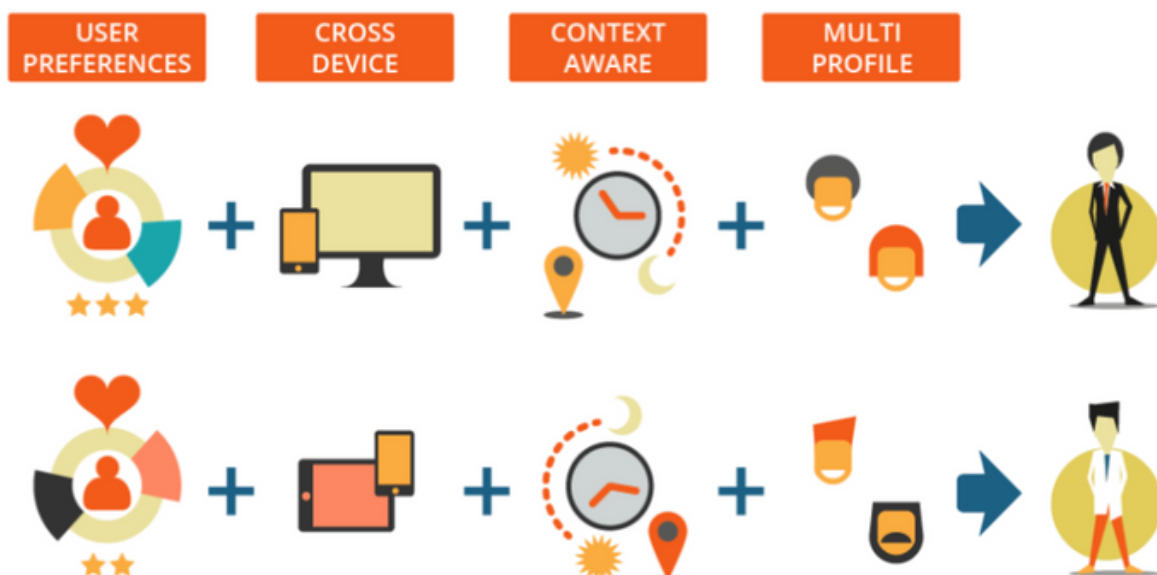 USER
PREFERENCES
CROSS
DEVICE
CONTEXT
AWARE
MULTI
PROFILE